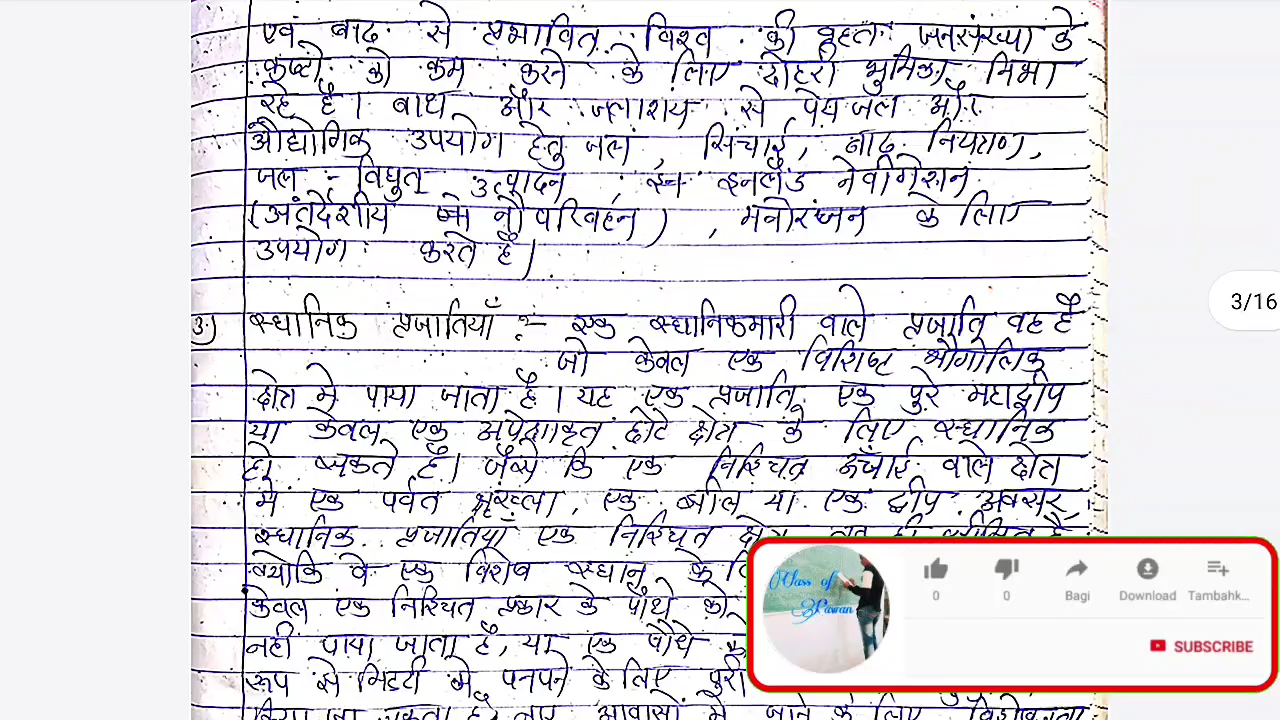 एवं बाढ़ से प्रभावित विश्व की वृहत जनसंख्या के
कष्टो को कम करने के लिए दोहरी भुमिका निभा
रहे है। बाध और जलाशय से पेय जल और
औद्योगिक उपयोग हेतु जल, सिंचाई, बाढ़ नियंत्रण,
जल - विधुत उत्पादन, इनलैंड नेवीगेशन
(अंतर्देशीय नौ परिवहन), मनोरंजन के लिए
उपयोग करते है।
3/16
3.) स्थानिक प्रजातियाँ :- एक स्थानिकमारी वाले प्रजाति वह है
जो केवल एक विशिष्ट भौगोलिक
क्षेत्र मे पाया जाता है। यह एक प्रजाति एक पुरे महाद्वीप
या केवल एक अपेक्षाकृत छोटे क्षेत्र के लिए स्थानिक
हो सकते है। जैसे कि एक निश्चित ऊँचाई वाले क्षेत्र
मे एक पर्वत श्रृंखला, एक झील या एक द्वीप अक्सर,
स्थानिक प्रजातियाँ एक निश्चित क्षेत्र
क्योकि वे एक विशेष स्थान के
केवल एक निश्चित प्रकार के पौधे को
नही पाया जाता है, या एक पौधे
रूप से मिट्टी मे पनपने के लिए पुरी
आवासो मे जाने के लिए
Class of
Pawan
0 0 Bagi Download Tambahk...
SUBSCRIBE